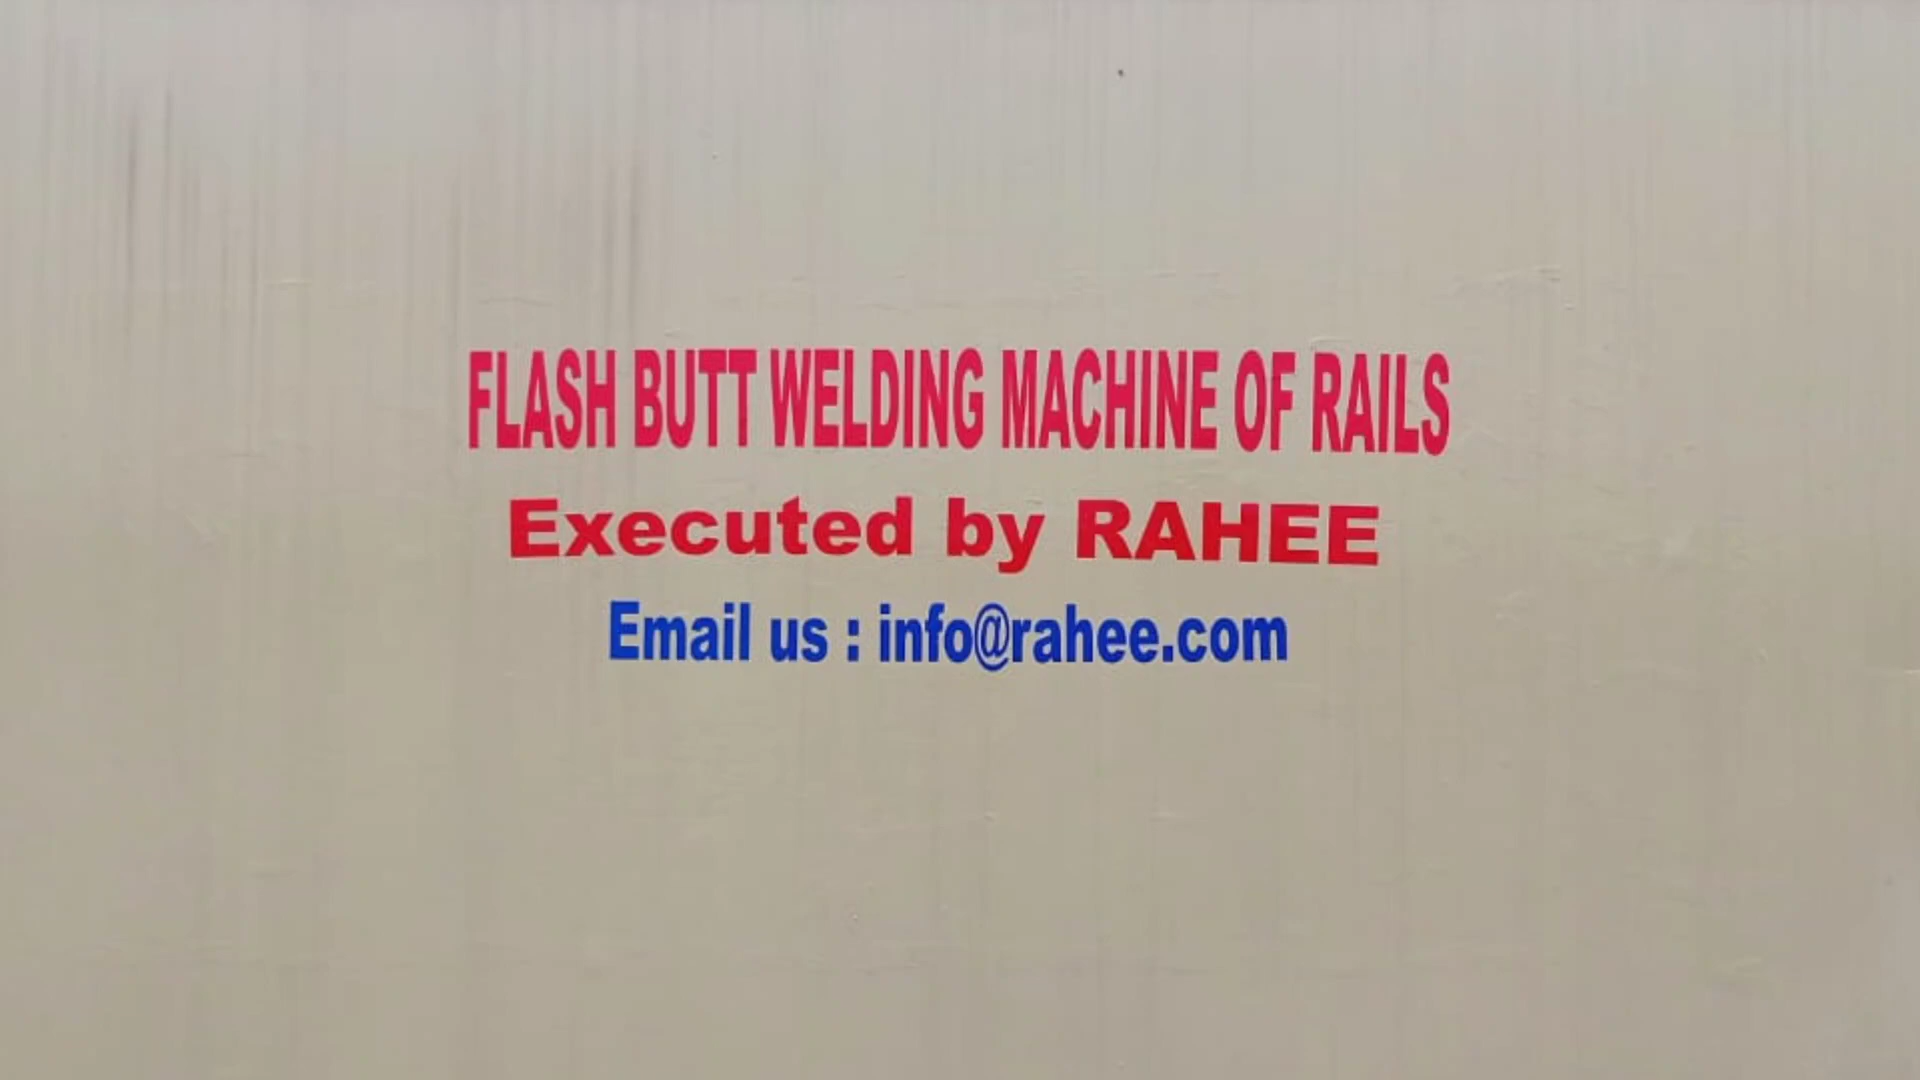 FLASH BUTT WELDING MACHINE OF RAILS
Executed by RAHEE
Email us : info@rahee.com